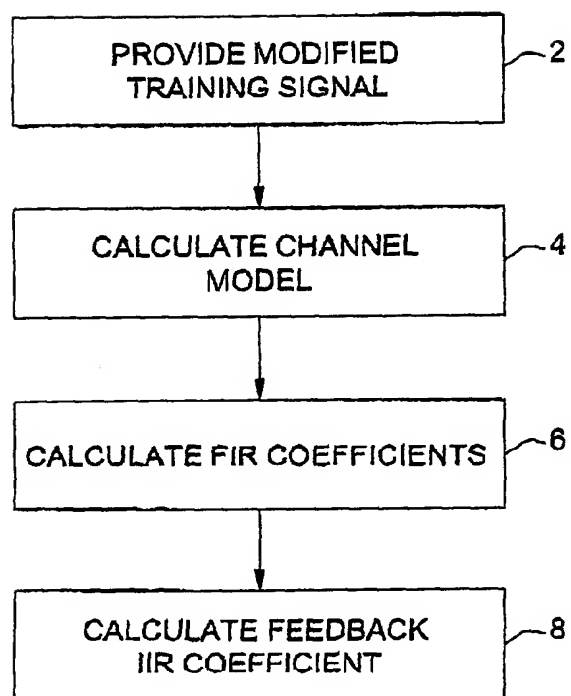 PROVIDE MODIFIED
TRAINING SIGNAL
2
CALCULATE CHANNEL
MODEL
4
CALCULATE FIR COEFFICIENTS
6
CALCULATE FEEDBACK
IIR COEFFICIENT
8